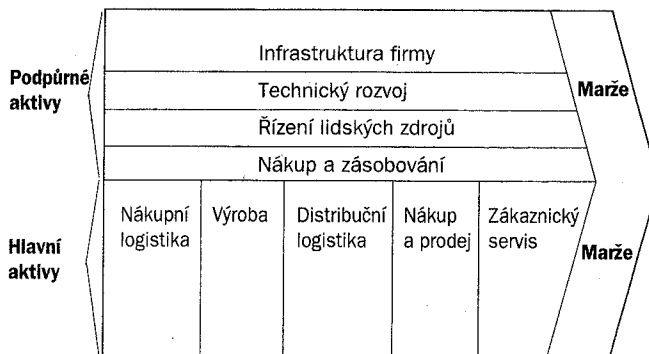 Podpůrné
aktivy
Infrastruktura firmy
Technický rozvoj
Řízení lidských zdrojů
Nákup a zásobování
Marže
Hlavní
aktivy
Nákupní
logistika
Výroba
Distribuční
logistika
Nákup
a prodej
Zákaznický
servis
Marže